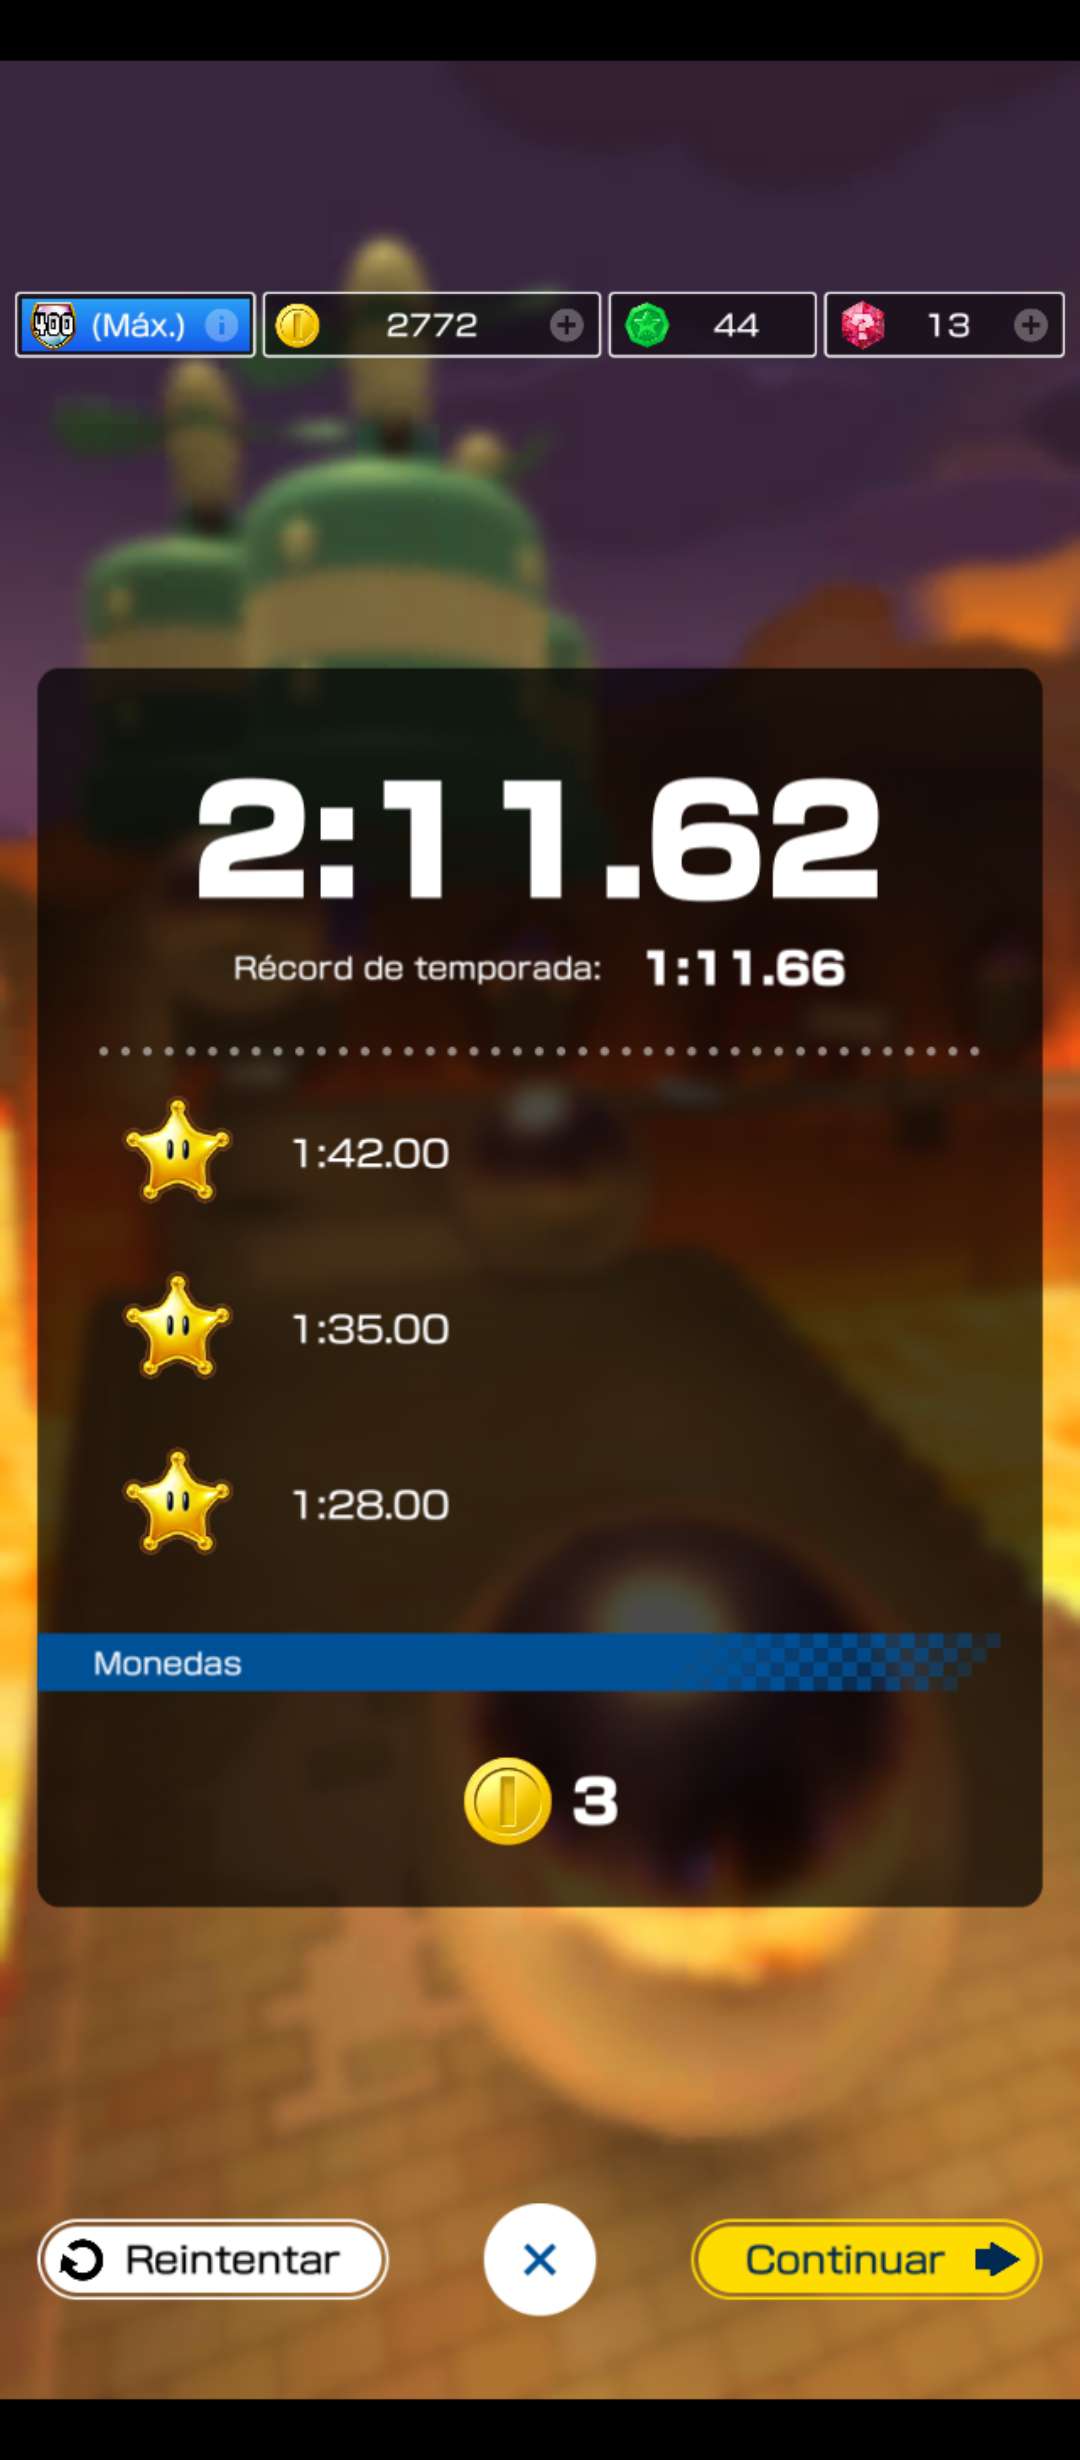 400 (Máx.) i 2772 + 44 ? 13 +
2:11.62
Récord de temporada: 1:11.66
1:42.00
1:35.00
1:28.00
Monedas
3
Reintentar × Continuar